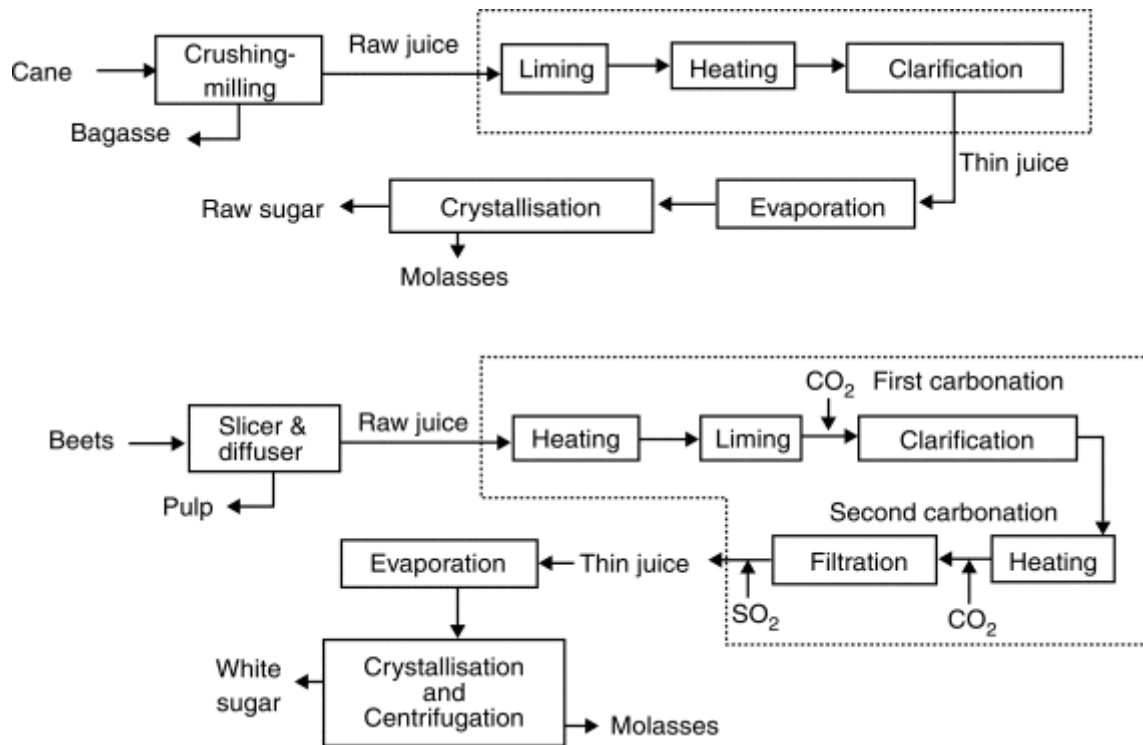 Cane
Crushing-
milling
Raw juice
Liming
Heating
Clarification
Bagasse
Thin juice
Raw sugar
Crystallisation
Evaporation
Molasses
CO₂
First carbonation
Beets
Slicer &
diffuser
Raw juice
Heating
Liming
Clarification
Pulp
Second carbonation
Evaporation
Thin juice
Filtration
Heating
SO₂
CO₂
White
sugar
Crystallisation
and
Centrifugation
Molasses